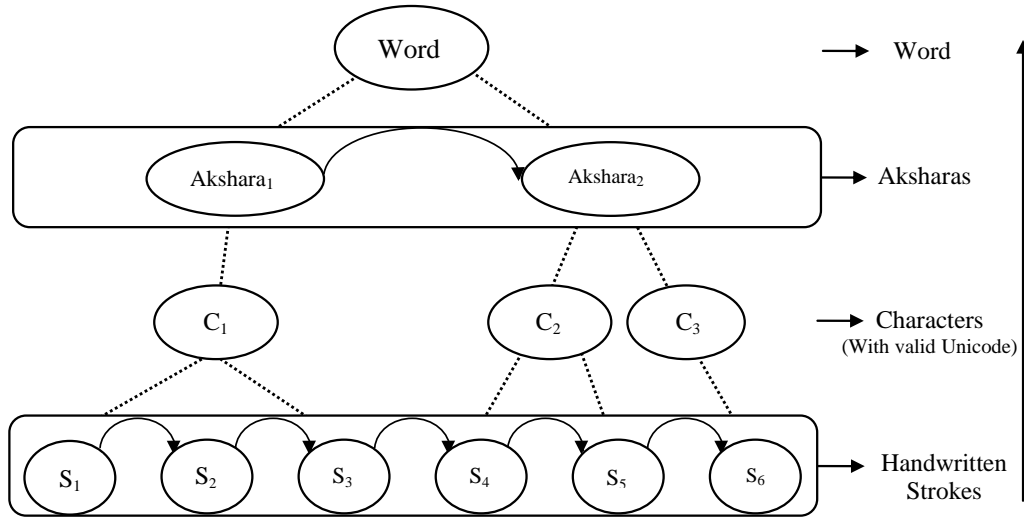 Word
Word
Akshara₁
Akshara₂
Aksharas
C₁
C₂
C₃
Characters
(With valid Unicode)
S₁
S₂
S₃
S₄
S₅
S₆
Handwritten
Strokes